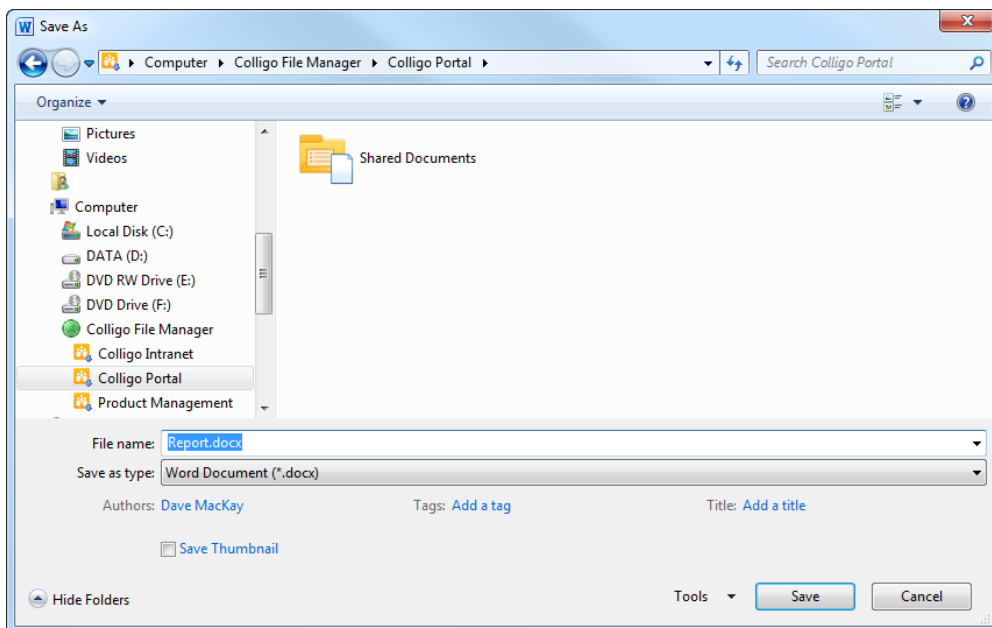 Save As
Computer Colligo File Manager Colligo Portal Search Colligo Portal
Organize
Pictures
Videos
Computer
Local Disk (C:)
DATA (D:)
DVD RW Drive (E:)
DVD Drive (F:)
Colligo File Manager
Colligo Intranet
Colligo Portal
Product Management
Shared Documents
File name: Report.docx
Save as type: Word Document (*.docx)
Authors: Dave MacKay Tags: Add a tag Title: Add a title
Save Thumbnail
Hide Folders Tools Save Cancel